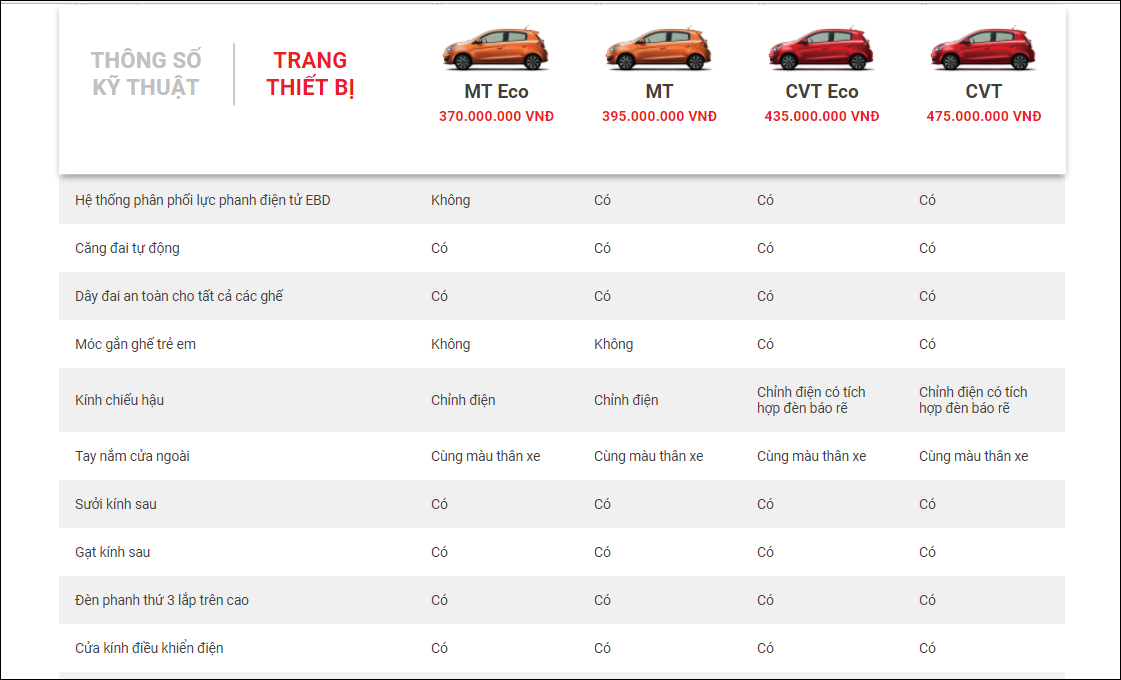 THÔNG SỐ
KỸ THUẬT
TRANG
THIẾT BỊ
MT Eco
370.000.000 VNĐ
MT
395.000.000 VNĐ
CVT Eco
435.000.000 VNĐ
CVT
475.000.000 VNĐ
Hệ thống phân phối lực phanh điện tử EBD Không Có Có Có
Căng đai tự động Có Có Có Có
Dây đai an toàn cho tất cả các ghế Có Có Có Có
Móc gắn ghế trẻ em Không Không Có Có
Kính chiếu hậu Chỉnh điện Chỉnh điện Chỉnh điện có tích hợp đèn báo rẽ Chỉnh điện có tích hợp đèn báo rẽ
Tay nắm cửa ngoài Cùng màu thân xe Cùng màu thân xe Cùng màu thân xe Cùng màu thân xe
Sưởi kính sau Có Có Có Có
Gạt kính sau Có Có Có Có
Đèn phanh thứ 3 lắp trên cao Có Có Có Có
Cửa kính điều khiển điện Có Có Có Có